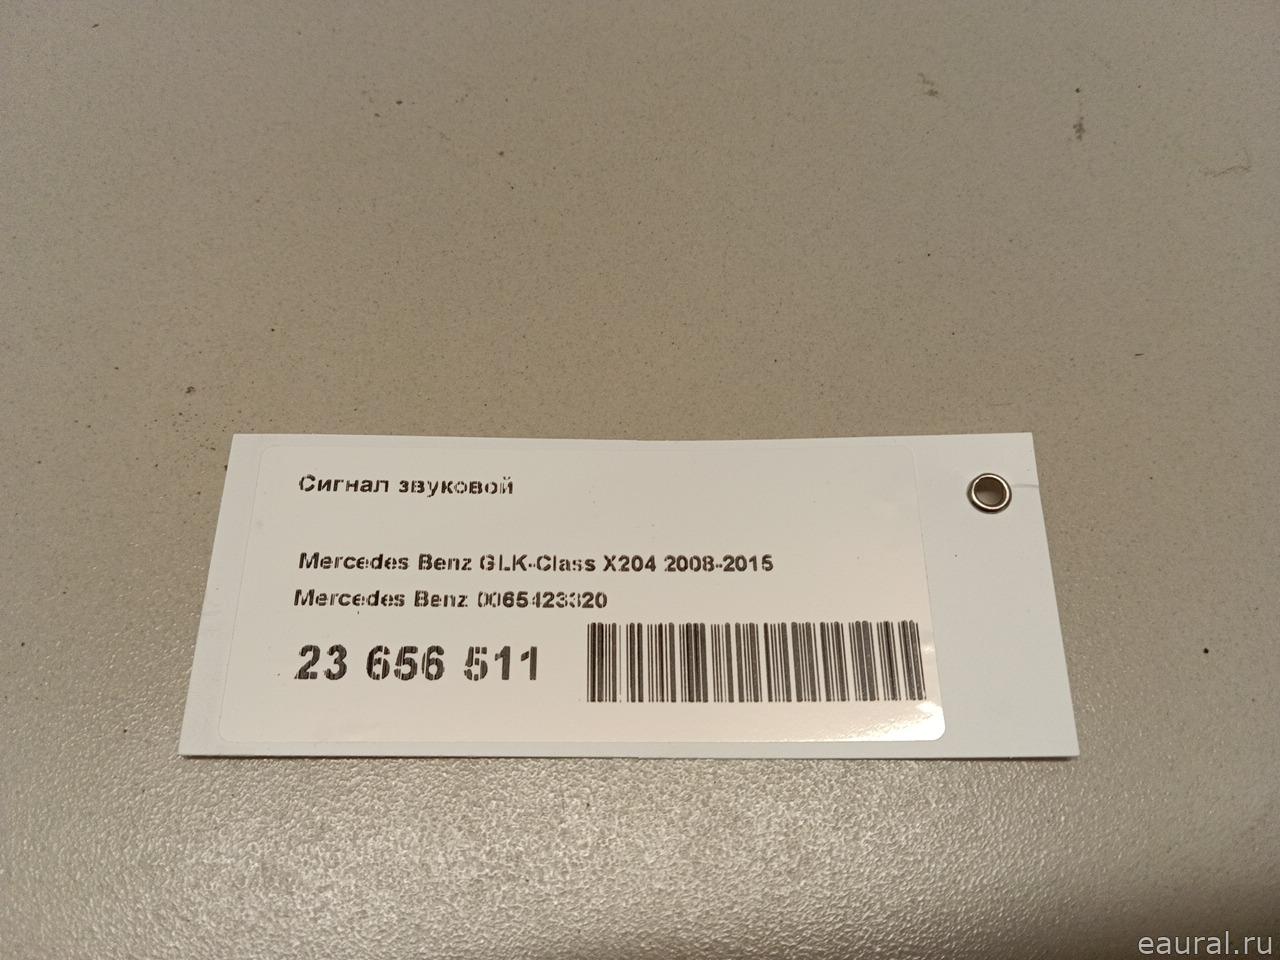 Сигнал звуковой
Mercedes Benz GLK-Class X204 2008-2015
Mercedes Benz 0065423320
23 656 511
eaural.ru